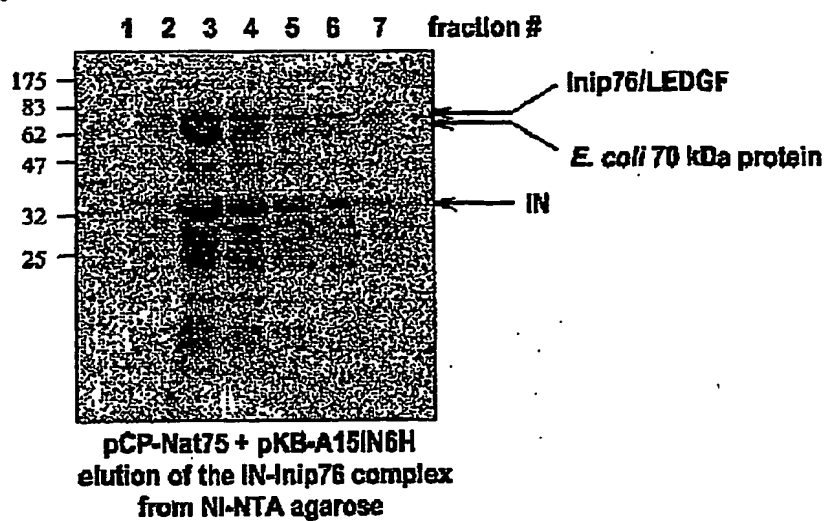 1 2 3 4 5 6 7 fraction #
175
83
62
47
32
25
Inip76/LEDGF
E. coli 70 kDa protein
IN
pCP-Nat75 + pKB-A15IN6H
elution of the IN-Inip76 complex
from NI-NTA agarose